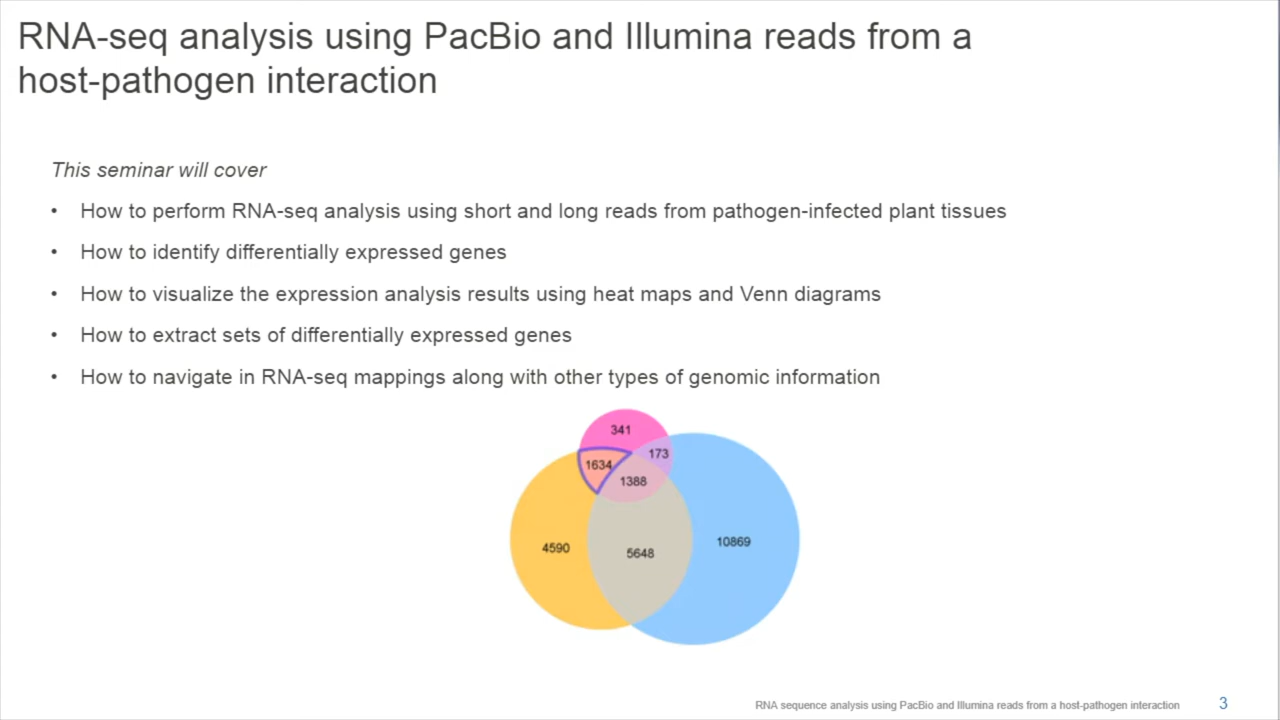 RNA-seq analysis using PacBio and Illumina reads from a
host-pathogen interaction
This seminar will cover
• How to perform RNA-seq analysis using short and long reads from pathogen-infected plant tissues
• How to identify differentially expressed genes
• How to visualize the expression analysis results using heat maps and Venn diagrams
• How to extract sets of differentially expressed genes
• How to navigate in RNA-seq mappings along with other types of genomic information
341
173
1634
1388
4590
5648
10869
RNA sequence analysis using PacBio and Illumina reads from a host-pathogen interaction
3